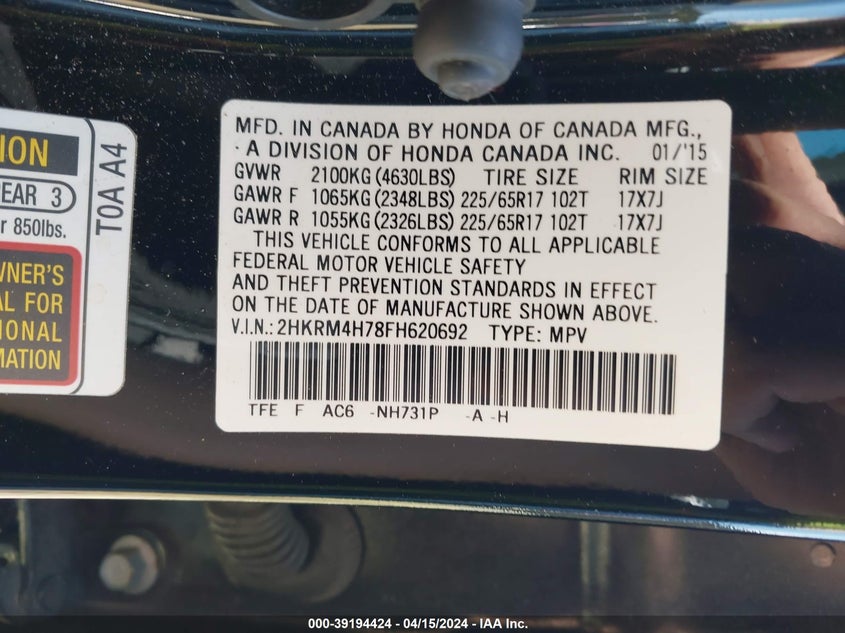 ION
PEAR 3
r 850lbs.
WNER'S
AL FOR
IONAL
MATION
T0A A4
MFD. IN CANADA BY HONDA OF CANADA MFG.,
A DIVISION OF HONDA CANADA INC. 01/'15
GVWR 2100KG (4630LBS) TIRE SIZE RIM SIZE
GAWR F 1065KG (2348LBS) 225/65R17 102T 17X7J
GAWR R 1055KG (2326LBS) 225/65R17 102T 17X7J
THIS VEHICLE CONFORMS TO ALL APPLICABLE
FEDERAL MOTOR VEHICLE SAFETY
AND THEFT PREVENTION STANDARDS IN EFFECT
ON THE DATE OF MANUFACTURE SHOWN ABOVE.
V.I.N.: 2HKRM4H78FH620692 TYPE: MPV
TFE F AC6 -NH731P -A -H
000-39194424 - 04/15/2024 - IAA Inc.